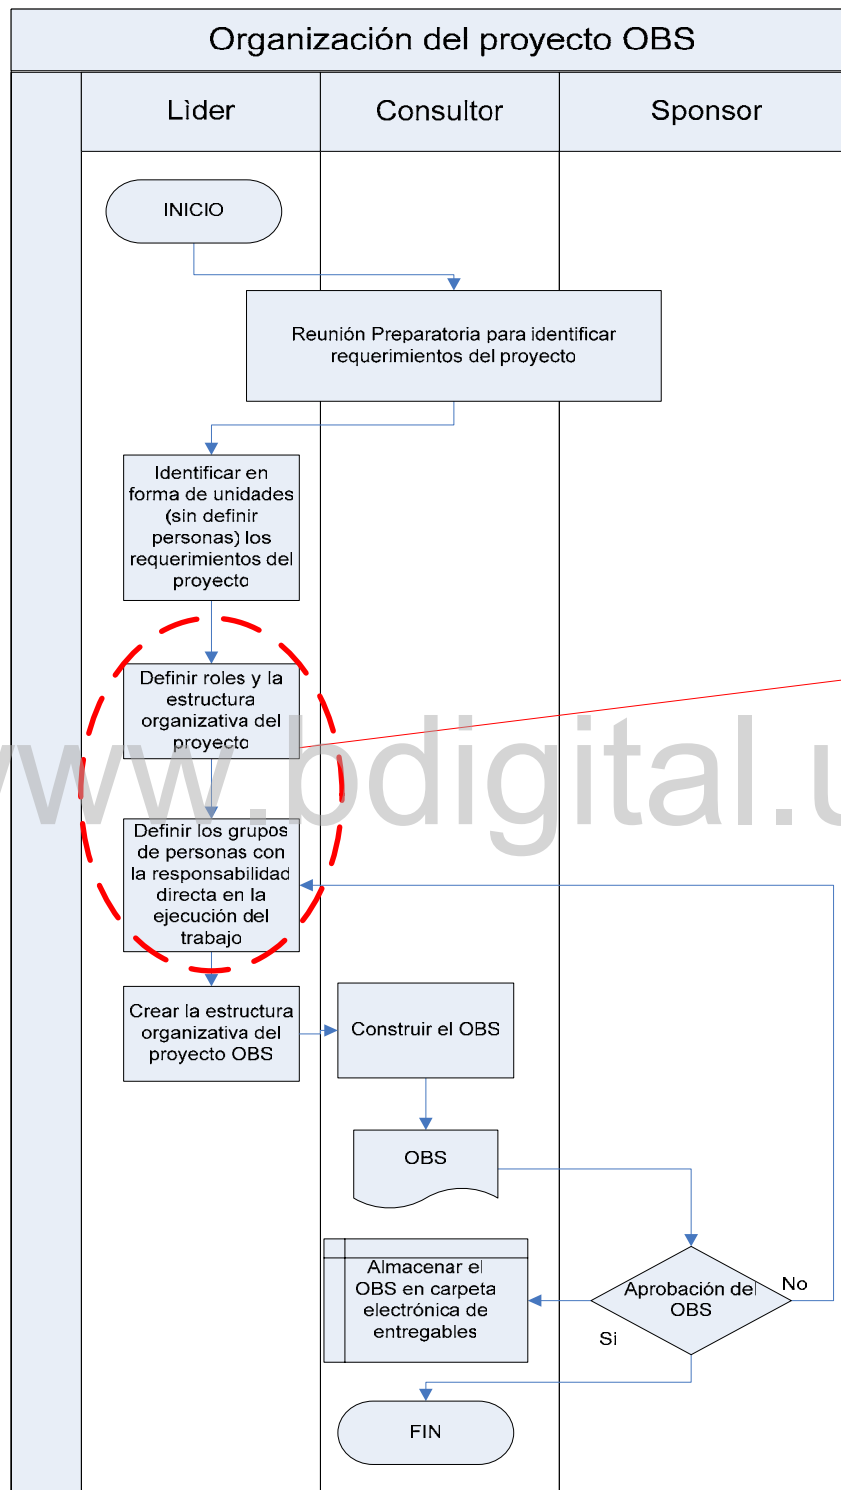 Organización del proyecto OBS
Lìder
Consultor
Sponsor
INICIO
Reunión Preparatoria para identificar
requerimientos del proyecto
Identificar en
forma de unidades
(sin definir
personas) los
requerimientos del
proyecto
Definir roles y la
estructura
organizativa del
proyecto
www.bdigital.u
Definir los grupos
de personas con
la responsabilidad
directa en la
ejecución del
trabajo
Crear la estructura
organizativa del
proyecto OBS
Construir el OBS
OBS
Almacenar el
OBS en carpeta
electrónica de
entregables
Aprobación del
OBS
No
Si
FIN